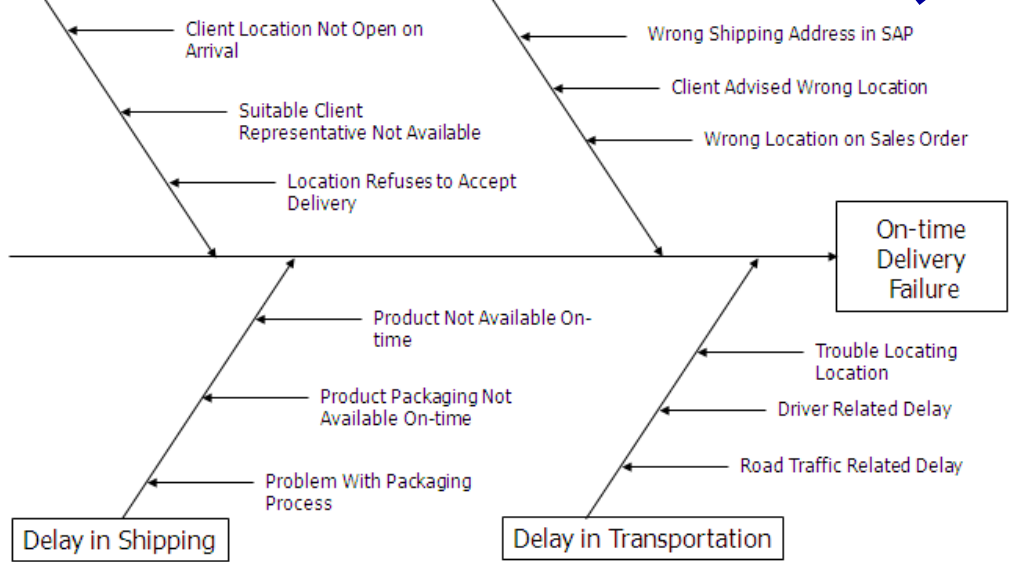 Client Location Not Open on
Arrival
Suitable Client
Representative Not Available
Location Refuses to Accept
Delivery
Wrong Shipping Address in SAP
Client Advised Wrong Location
Wrong Location on Sales Order
On-time
Delivery
Failure
Product Not Available On-
time
Product Packaging Not
Available On-time
Problem With Packaging
Process
Delay in Shipping
Trouble Locating
Location
Driver Related Delay
Road Traffic Related Delay
Delay in Transportation